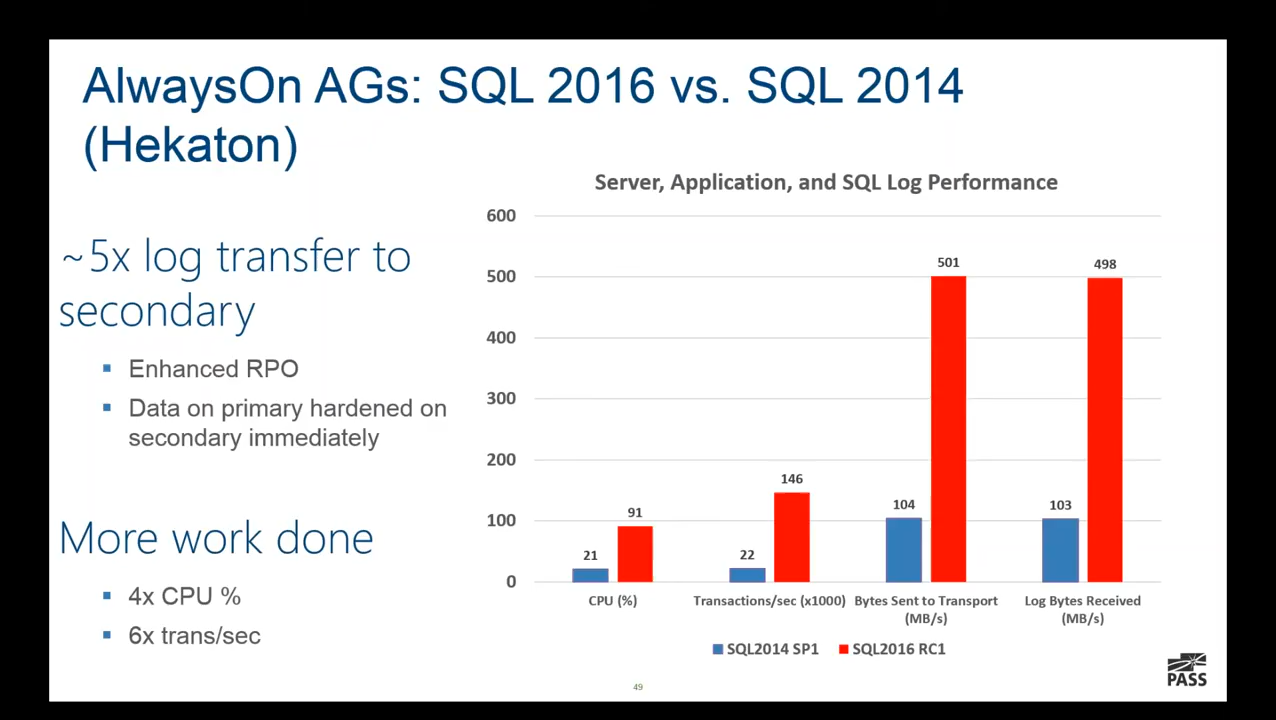 AlwaysOn AGs: SQL 2016 vs. SQL 2014
(Hekaton)
~5x log transfer to
secondary
▪ Enhanced RPO
▪ Data on primary hardened on
secondary immediately
More work done
▪ 4x CPU %
▪ 6x trans/sec
Server, Application, and SQL Log Performance
600
500
400
300
200
100
0
21
91
22
146
104
501
103
498
CPU (%)
Transactions/sec (x1000)
Bytes Sent to Transport
(MB/s)
Log Bytes Received
(MB/s)
SQL2014 SP1
SQL2016 RC1
49
PASS